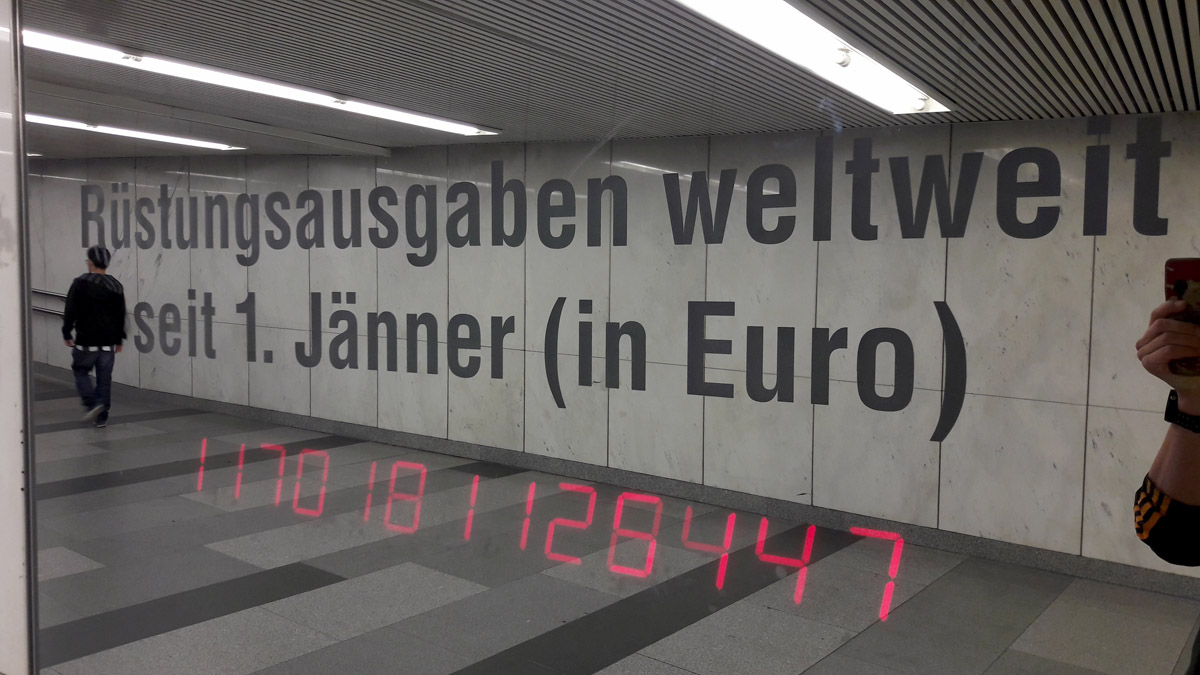 Rüstungsausgaben weltweit
seit 1. Jänner (in Euro)
1170181128447